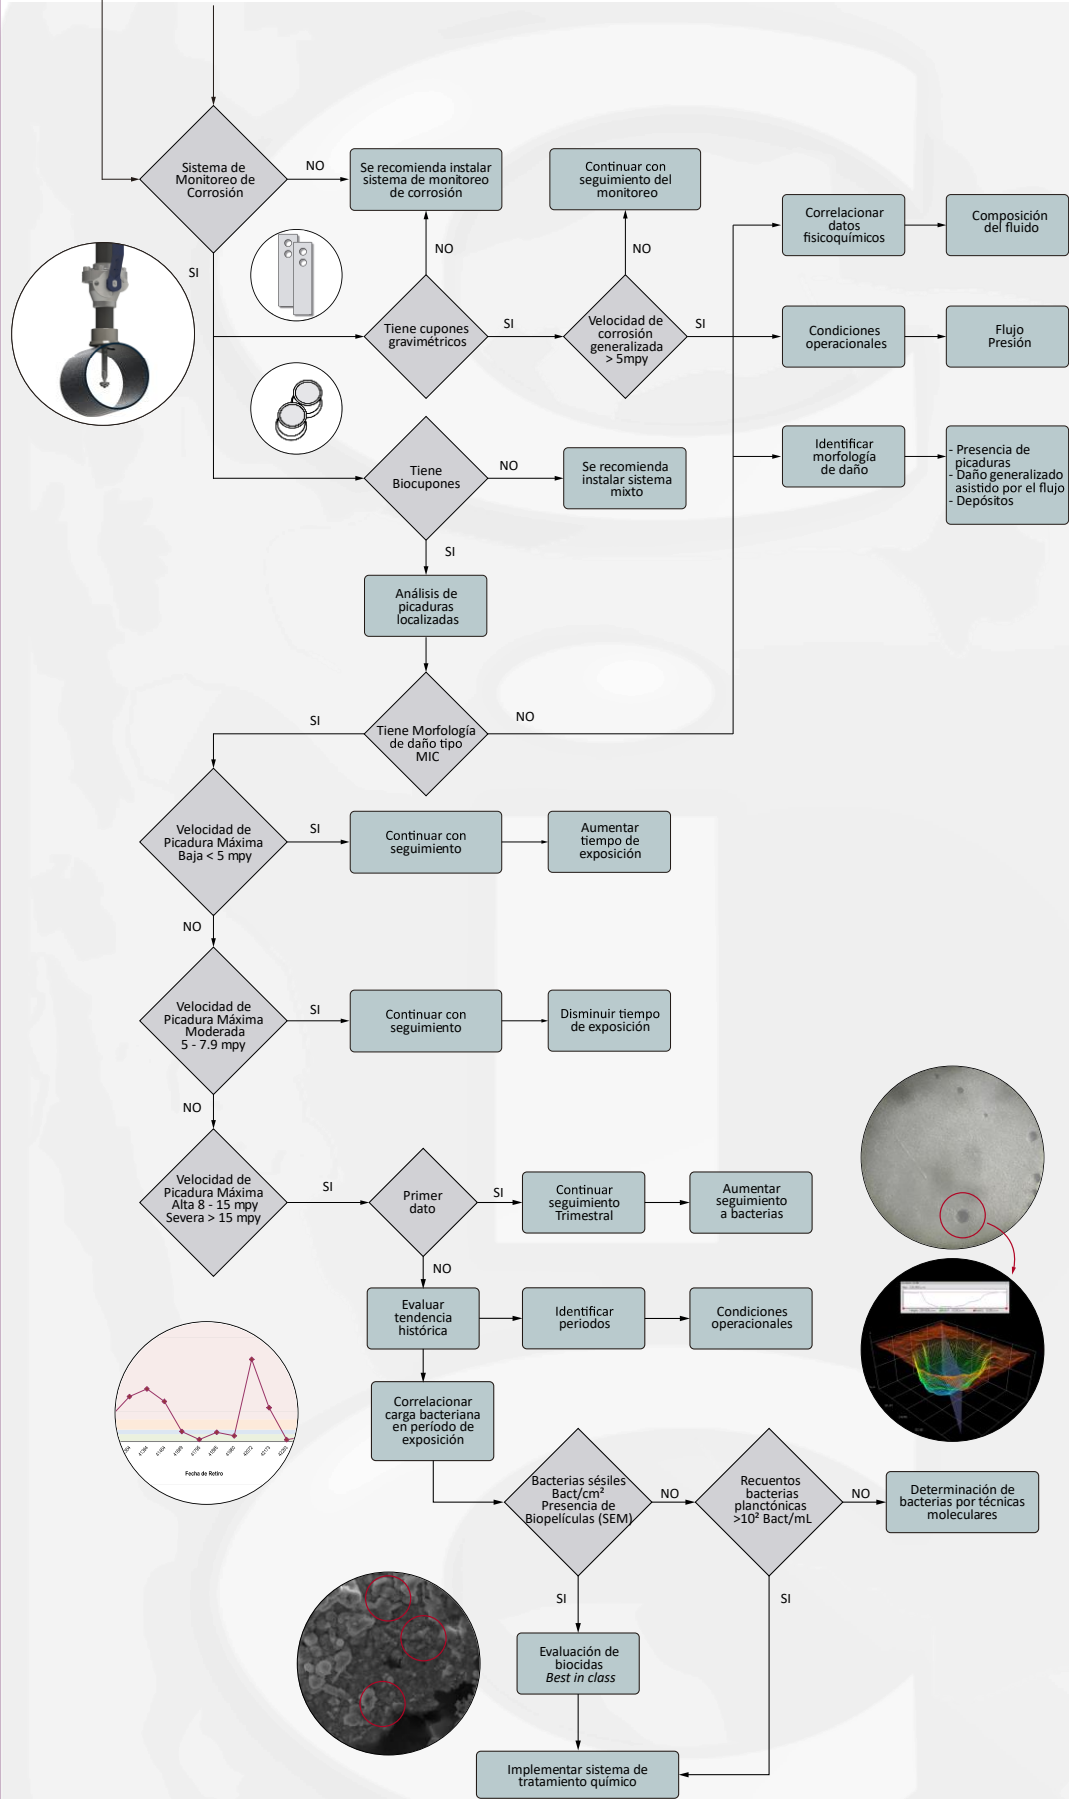 Sistema de
Monitoreo de
Corrosión
NO
Se recomienda instalar
sistema de monitoreo
de corrosión
Continuar con
seguimiento del
monitoreo
Correlacionar
datos
fisicoquímicos
Composición
del fluido
SI
NO
NO
Tiene cupones
gravimétricos
SI
Velocidad de
corrosión
generalizada
> 5mpy
SI
Condiciones
operacionales
Flujo
Presión
Tiene
Biocupones
NO
Se recomienda
instalar sistema
mixto
Identificar
morfología
de daño
- Presencia de
picaduras
- Daño generalizado
asistido por el flujo
- Depósitos
SI
Análisis de
picaduras
localizadas
SI
Tiene Morfología
de daño tipo
MIC
NO
Velocidad de
Picadura Máxima
Baja < 5 mpy
SI
Continuar con
seguimiento
Aumentar
tiempo de
exposición
NO
Velocidad de
Picadura Máxima
Moderada
5 - 7.9 mpy
SI
Continuar con
seguimiento
Disminuir tiempo
de exposición
NO
Velocidad de
Picadura Máxima
Alta 8 - 15 mpy
Severa > 15 mpy
SI
Primer
dato
SI
Continuar
seguimiento
Trimestral
Aumentar
seguimiento
a bacterias
NO
Evaluar
tendencia
histórica
Identificar
periodos
Condiciones
operacionales
Correlacionar
carga bacteriana
en período de
exposición
Fecha de Retiro
Bacterias sésiles
Bact/cm²
Presencia de
Biopelículas (SEM)
NO
Recuentos
bacterias
planctónicas
>10² Bact/mL
NO
Determinación de
bacterias por técnicas
moleculares
SI
SI
Evaluación de
biocidas
Best in class
Implementar sistema de
tratamiento químico